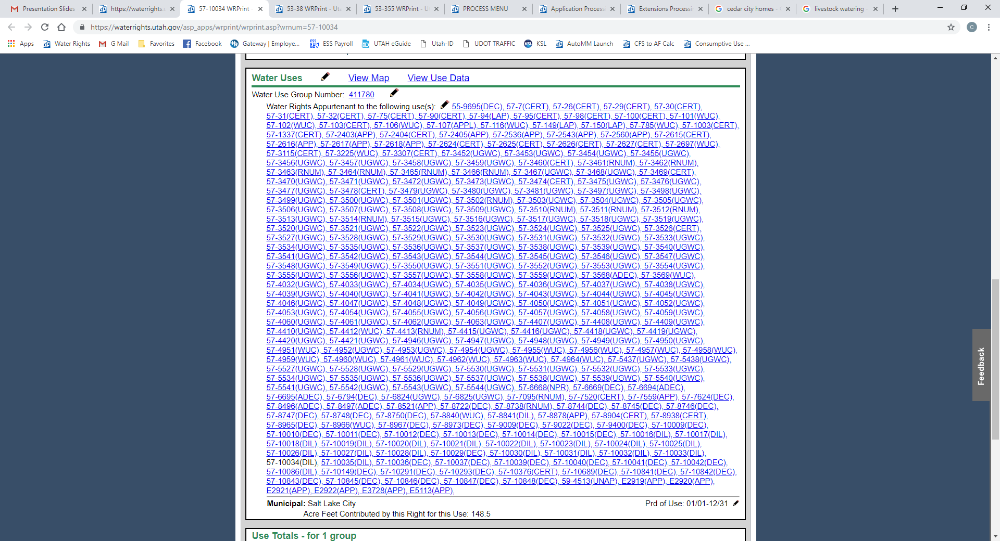 Presentation Slides
https://waterrights.
57-10034 WRPrint -
53-38 WRPrint - Uta
53-355 WRPrint - U
PROCESS MENU
Application Process
Extensions Processi
cedar city homes -
livestock watering -
https://waterrights.utah.gov/asp_apps/wrprint/wrprint.asp?wrnum=57-10034
C
Apps
Water Rights
G Mail
Favorites
Facebook
Gateway | Employe...
ESS Payroll
UTAH eGuide
Utah-ID
UDOT TRAFFIC
KSL
AutoMM Launch
CFS to AF Calc
Consumptive Use ...
Water Uses View Map View Use Data
Water Use Group Number: 411780
Water Rights Appurtenant to the following use(s): 55-9695(DEC), 57-7(CERT), 57-26(CERT), 57-29(CERT), 57-30(CERT),
57-31(CERT), 57-32(CERT), 57-75(CERT), 57-90(CERT), 57-94(LAP), 57-95(CERT), 57-98(CERT), 57-100(CERT), 57-101(WUC),
57-102(WUC), 57-103(CERT), 57-106(WUC), 57-107(APPL), 57-116(WUC), 57-149(LAP), 57-150(LAP), 57-785(WUC), 57-1003(CERT),
57-1337(CERT), 57-2403(APP), 57-2404(CERT), 57-2405(APP), 57-2536(APP), 57-2543(APP), 57-2560(APP), 57-2615(CERT),
57-2616(APP), 57-2617(APP), 57-2618(APP), 57-2624(CERT), 57-2625(CERT), 57-2626(CERT), 57-2627(CERT), 57-2697(WUC),
57-3115(CERT), 57-3225(WUC), 57-3307(CERT), 57-3452(UGWC), 57-3453(UGWC), 57-3454(UGWC), 57-3455(UGWC),
57-3456(UGWC), 57-3457(UGWC), 57-3458(UGWC), 57-3459(UGWC), 57-3460(CERT), 57-3461(RNUM), 57-3462(RNUM),
57-3463(RNUM), 57-3464(RNUM), 57-3465(RNUM), 57-3466(RNUM), 57-3467(UGWC), 57-3468(UGWC), 57-3469(CERT),
57-3470(UGWC), 57-3471(UGWC), 57-3472(UGWC), 57-3473(UGWC), 57-3474(CERT), 57-3475(UGWC), 57-3476(UGWC),
57-3477(UGWC), 57-3478(CERT), 57-3479(UGWC), 57-3480(UGWC), 57-3481(UGWC), 57-3497(UGWC), 57-3498(UGWC),
57-3499(UGWC), 57-3500(UGWC), 57-3501(UGWC), 57-3502(RNUM), 57-3503(UGWC), 57-3504(UGWC), 57-3505(UGWC),
57-3506(UGWC), 57-3507(UGWC), 57-3508(UGWC), 57-3509(UGWC), 57-3510(RNUM), 57-3511(RNUM), 57-3512(RNUM),
57-3513(UGWC), 57-3514(RNUM), 57-3515(UGWC), 57-3516(UGWC), 57-3517(UGWC), 57-3518(UGWC), 57-3519(UGWC),
57-3520(UGWC), 57-3521(UGWC), 57-3522(UGWC), 57-3523(UGWC), 57-3524(UGWC), 57-3525(UGWC), 57-3526(CERT),
57-3527(UGWC), 57-3528(UGWC), 57-3529(UGWC), 57-3530(UGWC), 57-3531(UGWC), 57-3532(UGWC), 57-3533(UGWC),
57-3534(UGWC), 57-3535(UGWC), 57-3536(UGWC), 57-3537(UGWC), 57-3538(UGWC), 57-3539(UGWC), 57-3540(UGWC),
57-3541(UGWC), 57-3542(UGWC), 57-3543(UGWC), 57-3544(UGWC), 57-3545(UGWC), 57-3546(UGWC), 57-3547(UGWC),
57-3548(UGWC), 57-3549(UGWC), 57-3550(UGWC), 57-3551(UGWC), 57-3552(UGWC), 57-3553(UGWC), 57-3554(UGWC),
57-3555(UGWC), 57-3556(UGWC), 57-3557(UGWC), 57-3558(UGWC), 57-3559(UGWC), 57-3568(ADEC), 57-3569(WUC),
57-4032(UGWC), 57-4033(UGWC), 57-4034(UGWC), 57-4035(UGWC), 57-4036(UGWC), 57-4037(UGWC), 57-4038(UGWC),
57-4039(UGWC), 57-4040(UGWC), 57-4041(UGWC), 57-4042(UGWC), 57-4043(UGWC), 57-4044(UGWC), 57-4045(UGWC),
57-4046(UGWC), 57-4047(UGWC), 57-4048(UGWC), 57-4049(UGWC), 57-4050(UGWC), 57-4051(UGWC), 57-4052(UGWC),
57-4053(UGWC), 57-4054(UGWC), 57-4055(UGWC), 57-4056(UGWC), 57-4057(UGWC), 57-4058(UGWC), 57-4059(UGWC),
57-4060(UGWC), 57-4061(UGWC), 57-4062(UGWC), 57-4063(UGWC), 57-4407(UGWC), 57-4408(UGWC), 57-4409(UGWC),
57-4410(UGWC), 57-4412(WUC), 57-4413(RNUM), 57-4415(UGWC), 57-4416(UGWC), 57-4418(UGWC), 57-4419(UGWC),
57-4420(UGWC), 57-4421(UGWC), 57-4946(UGWC), 57-4947(UGWC), 57-4948(UGWC), 57-4949(UGWC), 57-4950(UGWC),
57-4951(WUC), 57-4952(UGWC), 57-4953(UGWC), 57-4954(UGWC), 57-4955(WUC), 57-4956(WUC), 57-4957(WUC), 57-4958(WUC),
57-4959(WUC), 57-4960(WUC), 57-4961(WUC), 57-4962(WUC), 57-4963(WUC), 57-4964(WUC), 57-5437(UGWC), 57-5438(UGWC),
57-5527(UGWC), 57-5528(UGWC), 57-5529(UGWC), 57-5530(UGWC), 57-5531(UGWC), 57-5532(UGWC), 57-5533(UGWC),
57-5534(UGWC), 57-5535(UGWC), 57-5536(UGWC), 57-5537(UGWC), 57-5538(UGWC), 57-5539(UGWC), 57-5540(UGWC),
57-5541(UGWC), 57-5542(UGWC), 57-5543(UGWC), 57-5544(UGWC), 57-6668(NPR), 57-6669(DEC), 57-6694(ADEC),
57-6695(ADEC), 57-6794(DEC), 57-6824(UGWC), 57-6825(UGWC), 57-7095(RNUM), 57-7520(CERT), 57-7559(APP), 57-7624(DEC),
57-8496(ADEC), 57-8497(ADEC), 57-8521(APP), 57-8722(DEC), 57-8738(RNUM), 57-8744(DEC), 57-8745(DEC), 57-8746(DEC),
57-8747(DEC), 57-8748(DEC), 57-8750(DEC), 57-8840(WUC), 57-8841(DIL), 57-8878(APP), 57-8904(CERT), 57-8938(CERT),
57-8965(DEC), 57-8966(WUC), 57-8967(DEC), 57-8973(DEC), 57-9009(DEC), 57-9022(DEC), 57-9400(DEC), 57-10009(DEC),
57-10010(DEC), 57-10011(DEC), 57-10012(DEC), 57-10013(DEC), 57-10014(DEC), 57-10015(DEC), 57-10016(DIL), 57-10017(DIL),
57-10018(DIL), 57-10019(DIL), 57-10020(DIL), 57-10021(DIL), 57-10022(DIL), 57-10023(DIL), 57-10024(DIL), 57-10025(DIL),
57-10026(DIL), 57-10027(DIL), 57-10028(DIL), 57-10029(DEC), 57-10030(DIL), 57-10031(DIL), 57-10032(DIL), 57-10033(DIL),
57-10034(DIL), 57-10035(DIL), 57-10036(DEC), 57-10037(DEC), 57-10039(DEC), 57-10040(DEC), 57-10041(DEC), 57-10042(DEC),
57-10086(DIL), 57-10149(DEC), 57-10291(DEC), 57-10293(DEC), 57-10376(CERT), 57-10689(DEC), 57-10841(DEC), 57-10842(DEC),
57-10843(DEC), 57-10845(DEC), 57-10846(DEC), 57-10847(DEC), 57-10848(DEC), 59-4513(UNAP), E2919(APP), E2920(APP),
E2921(APP), E2922(APP), E3728(APP), E5113(APP),
Municipal: Salt Lake City Prd of Use: 01/01-12/31
Acre Feet Contributed by this Right for this Use: 148.5
Use Totals - for 1 group
Feedback